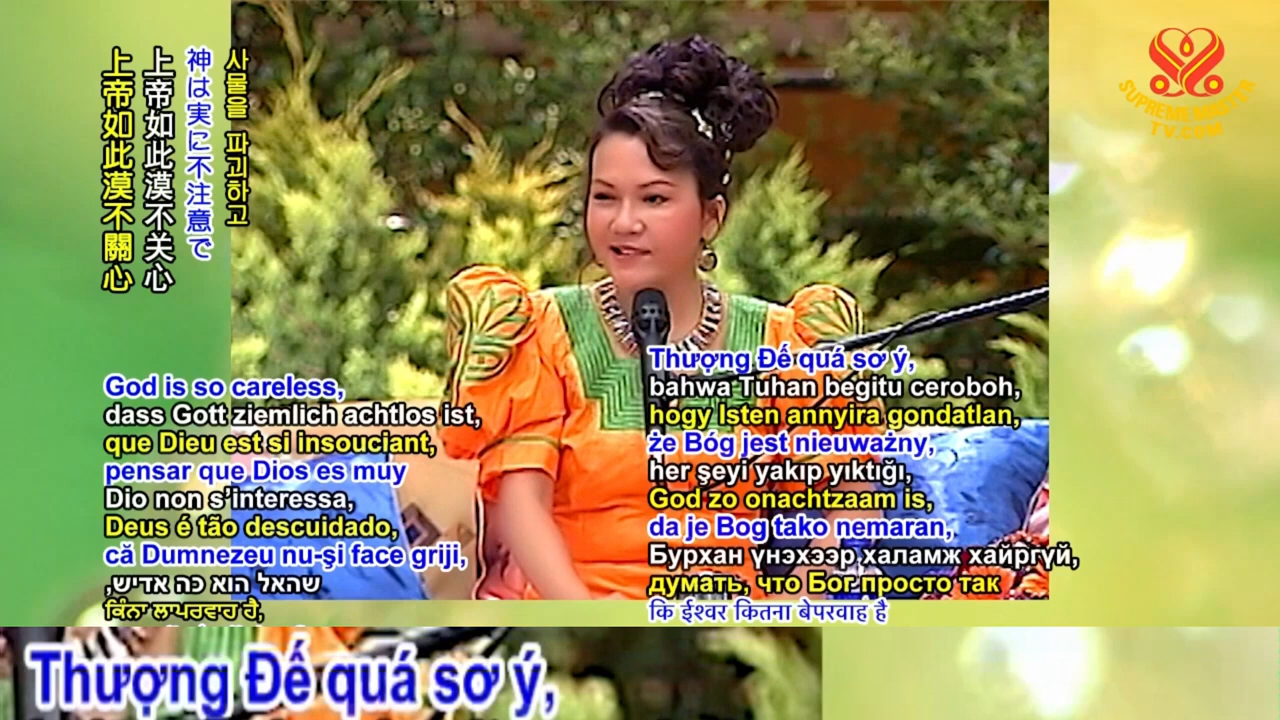 사물을 파괴하고
神は実に不注意で
上帝如此漠不关心
上帝如此漠不關心
SUPREMEMASTER
TV.COM
God is so careless,
dass Gott ziemlich achtlos ist,
que Dieu est si insouciant,
pensar que Dios es muy
Dio non s'interessa,
Deus é tão descuidado,
că Dumnezeu nu-şi face griji,
שהאל הוא כה אדיש,
ਕਿੰਨਾ ਲਾਪਰਵਾਹ ਹੈ,
Thượng Đế quá sơ ý,
bahwa Tuhan begitu ceroboh,
hogy Isten annyira gondatlan,
że Bóg jest nieuważny,
her şeyi yakıp yıktığı,
God zo onachtzaam is,
da je Bog tako nemaran,
Бурхан үнэхээр халамж хайргүй,
думать, что Бог просто так
कि ईश्वर कितना बेपरवाह है
Thượng Đế quá sơ ý,